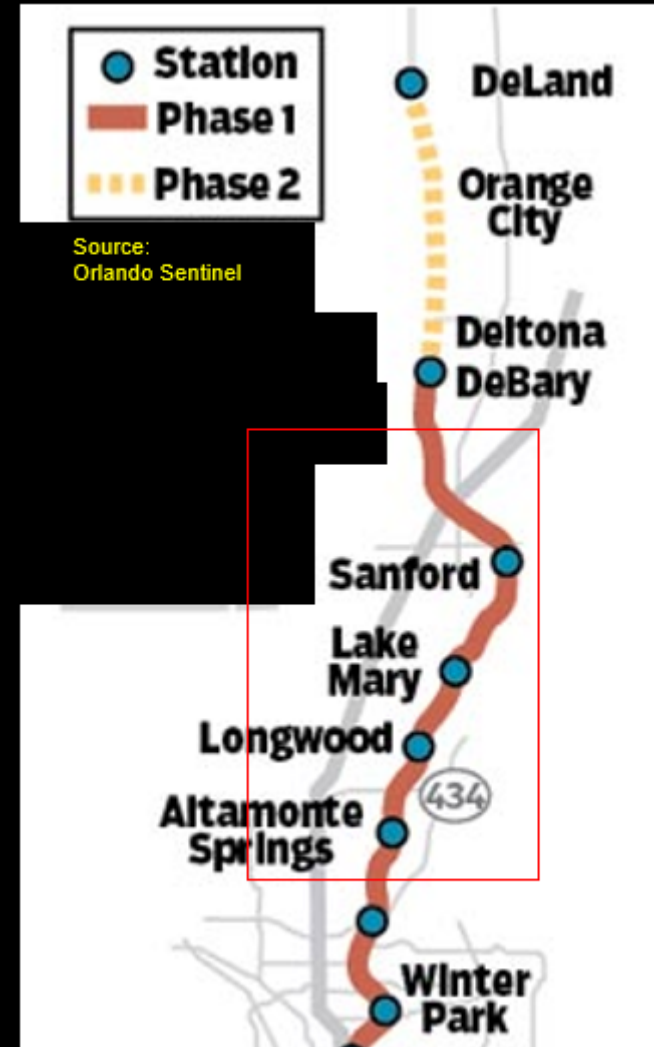 Station
Phase 1
Phase 2
Source:
Orlando Sentinel
DeLand
Orange
City
Deltona
DeBary
Sanford
Lake
Mary
Longwood
434
Altamonte
Springs
Winter
Park